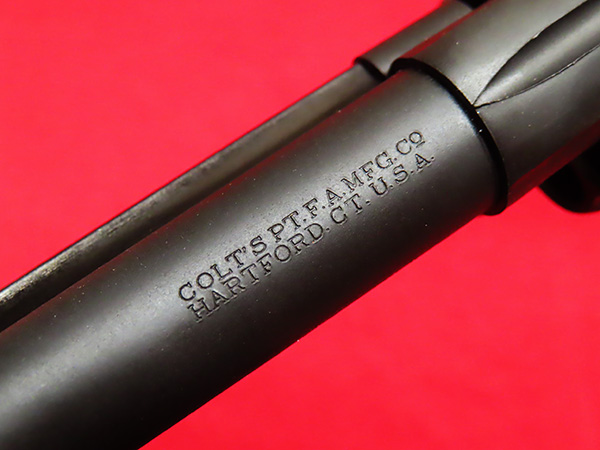 COLT'S PT. F. A. MFG. Co
HARTFORD. CT. U.S.A.